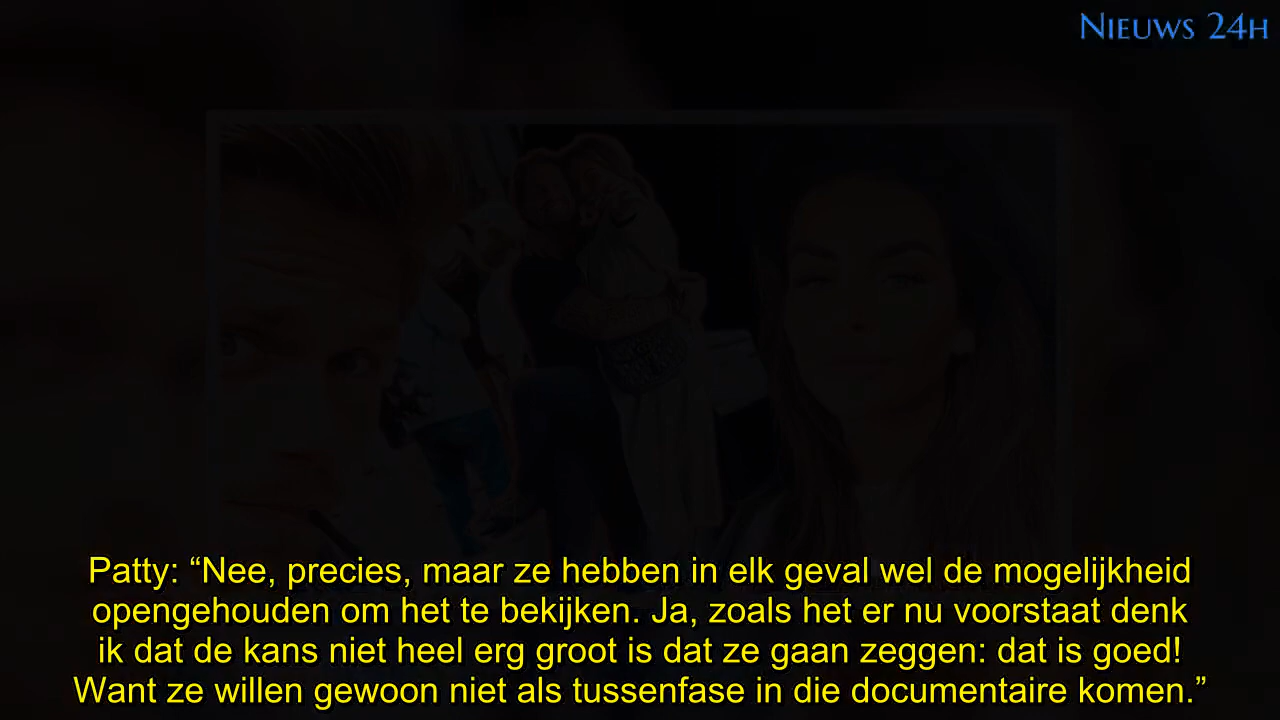 Nieuws 24h
Patty: “Nee, precies, maar ze hebben in elk geval wel de mogelijkheid
opengehouden om het te bekijken. Ja, zoals het er nu voorstaat denk
ik dat de kans niet heel erg groot is dat ze gaan zeggen: dat is goed!
Want ze willen gewoon niet als tussenfase in die documentaire komen.”